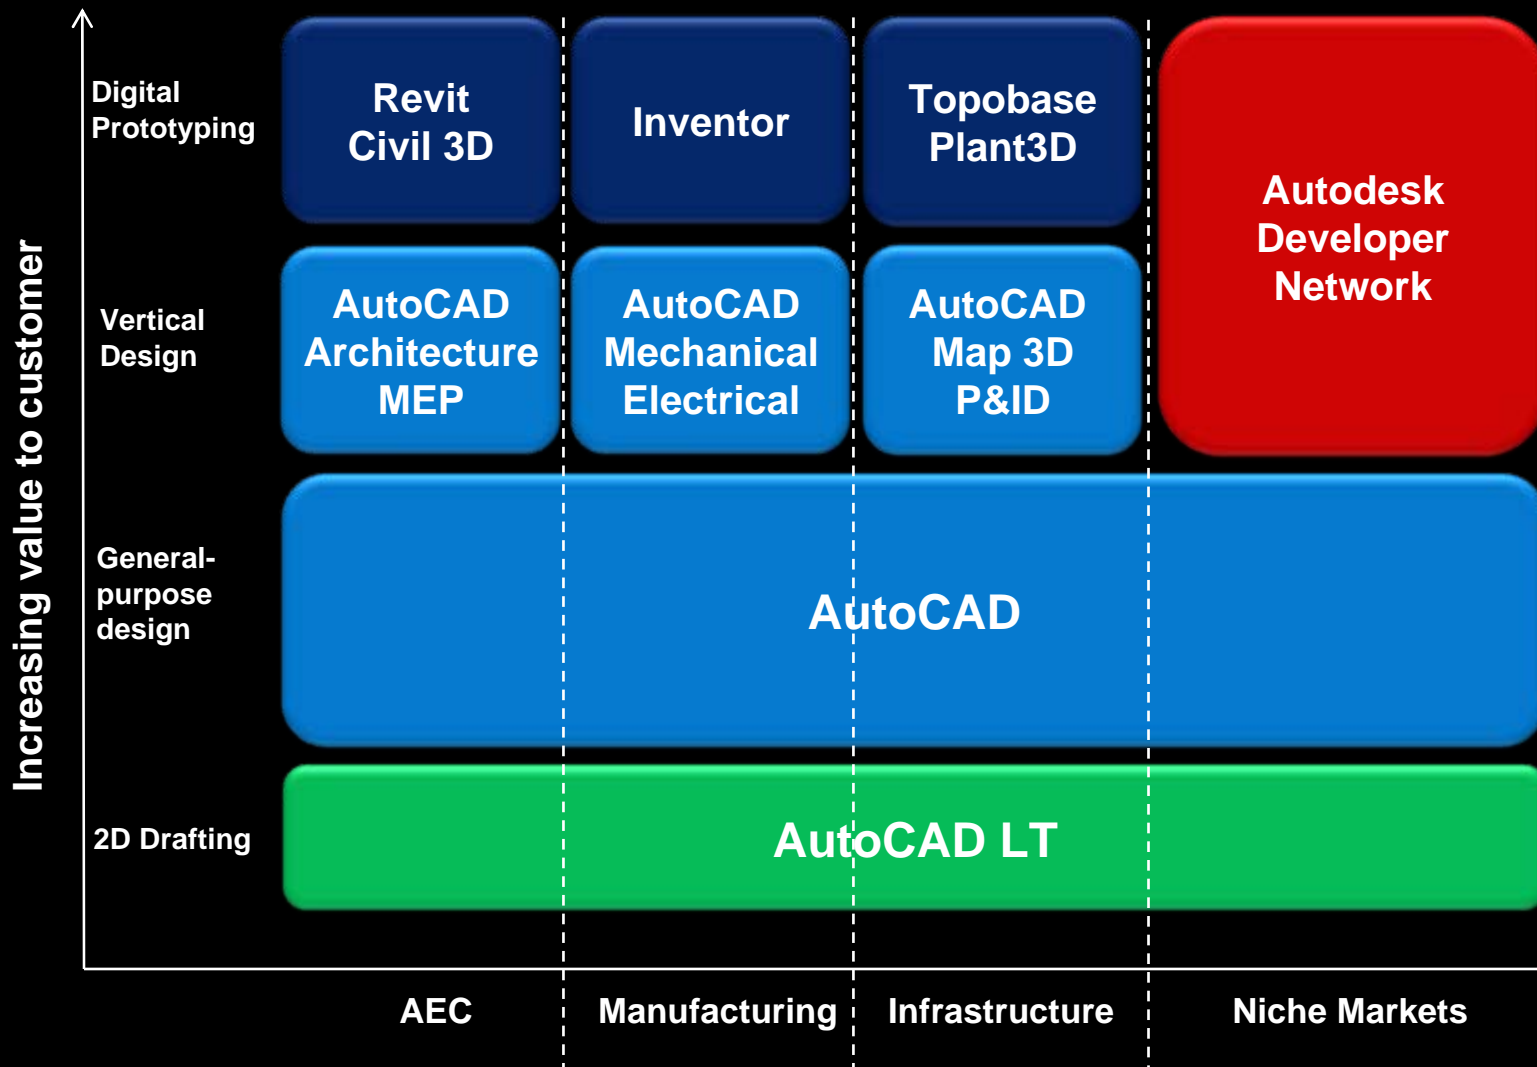 Increasing value to customer
Digital
Prototyping
Revit
Civil 3D
Inventor
Topobase
Plant3D
Autodesk
Developer
Network
Vertical
Design
AutoCAD
Architecture
MEP
AutoCAD
Mechanical
Electrical
AutoCAD
Map 3D
P&ID
General-
purpose
design
AutoCAD
2D Drafting
AutoCAD LT
AEC
Manufacturing
Infrastructure
Niche Markets